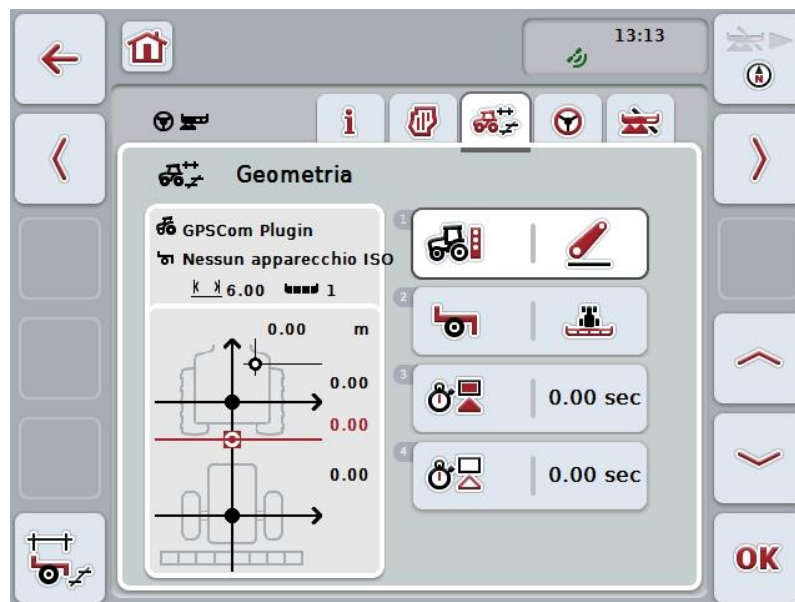 13:13
N
i
Geometria
GPSCom Plugin
Nessun apparecchio ISO
6.00 1
0.00 m
0.00
0.00
0.00
1
2
3
0.00 sec
4
0.00 sec
OK